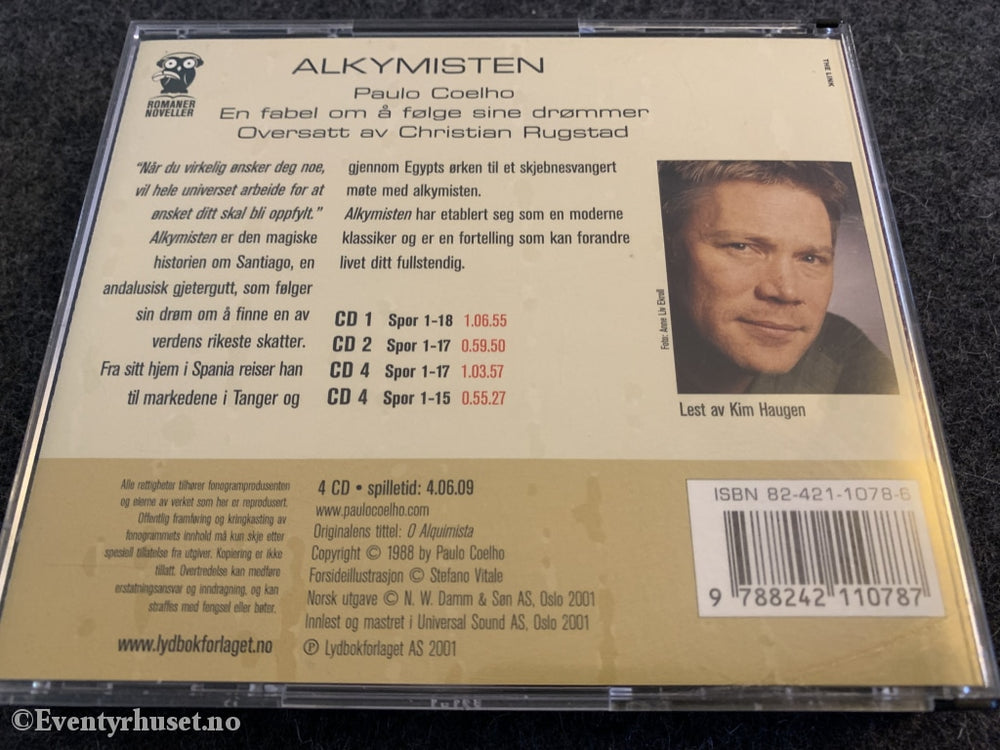 ROMANER
NOVELLER
ALKYMISTEN
Paulo Coelho
En fabel om å følge sine drømmer
Oversatt av Christian Rugstad
THE LINK
"Når du virkelig ønsker deg noe,
vil hele universet arbeide for at
ønsket ditt skal bli oppfylt."
Alkymisten er den magiske
historien om Santiago, en
andalusisk gjetergutt, som følger
sin drøm om å finne en av
verdens rikeste skatter.
Fra sitt hjem i Spania reiser han
til markedene i Tanger og
gjennom Egypts ørken til et skjebnesvangert
møte med alkymisten.
Alkymisten har etablert seg som en moderne
klassiker og er en fortelling som kan forandre
livet ditt fullstendig.
CD 1 Spor 1-18 1.06.55
CD 2 Spor 1-17 0.59.50
CD 4 Spor 1-17 1.03.57
CD 4 Spor 1-15 0.55.27
Foto: Anne Liv Ekroll
Lest av Kim Haugen
Alle rettigheter tilhører fonogramprodusenten
og eierne av verket som her er reprodusert.
Offentlig framføring og kringkasting av
fonogrammets innhold må kun skje etter
spesiell tillatelse fra utgiver. Kopiering er ikke
tillatt. Overtredelse kan medføre
erstatningsansvar og inndragning, og kan
straffes med fengsel eller bøter.
www.lydbokforlaget.no
4 CD • spilletid: 4.06.09
www.paulocoelho.com
Originalens tittel: O Alquimista
Copyright © 1988 by Paulo Coelho
Forsideillustrasjon © Stefano Vitale
Norsk utgave © N. W. Damm & Søn AS, Oslo 2001
Innlest og mastret i Universal Sound AS, Oslo 2001
℗ Lydbokforlaget AS 2001
ISBN 82-421-1078-6
9 788242 110787
©Eventyrhuset.no